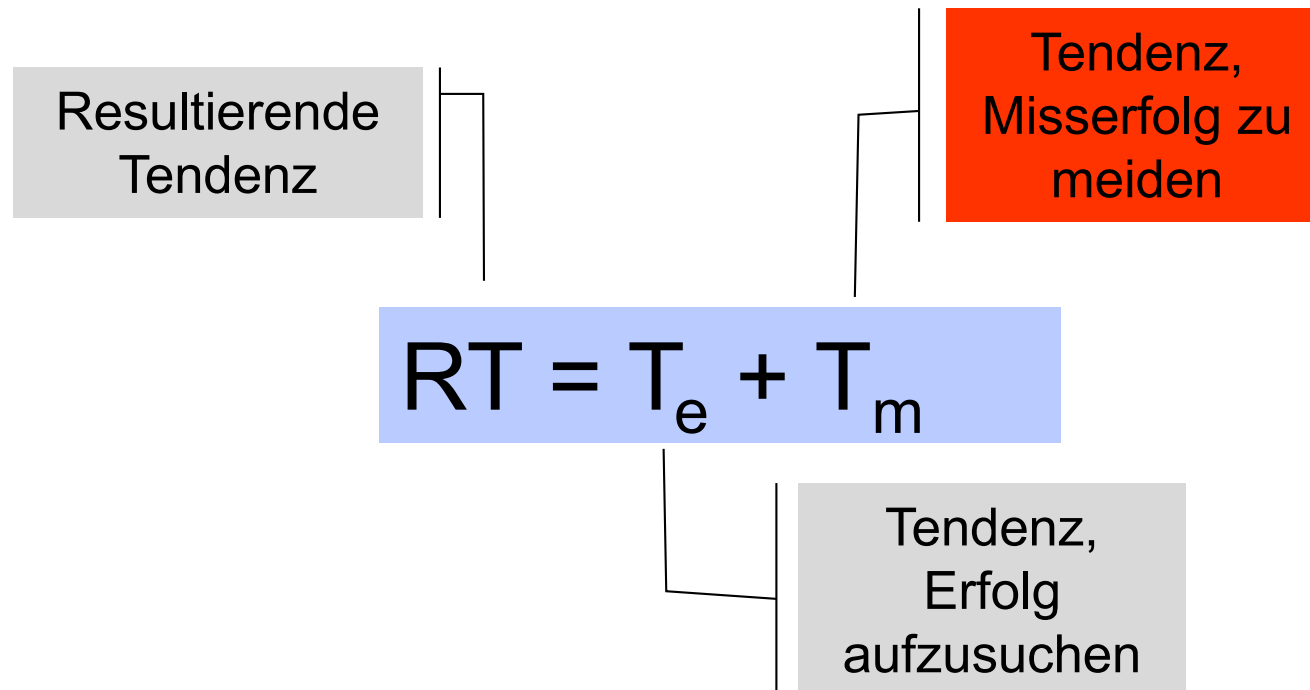 Resultierende
Tendenz
Tendenz,
Misserfolg zu
meiden
RT = Tₑ + Tₘ
Tendenz,
Erfolg
aufzusuchen